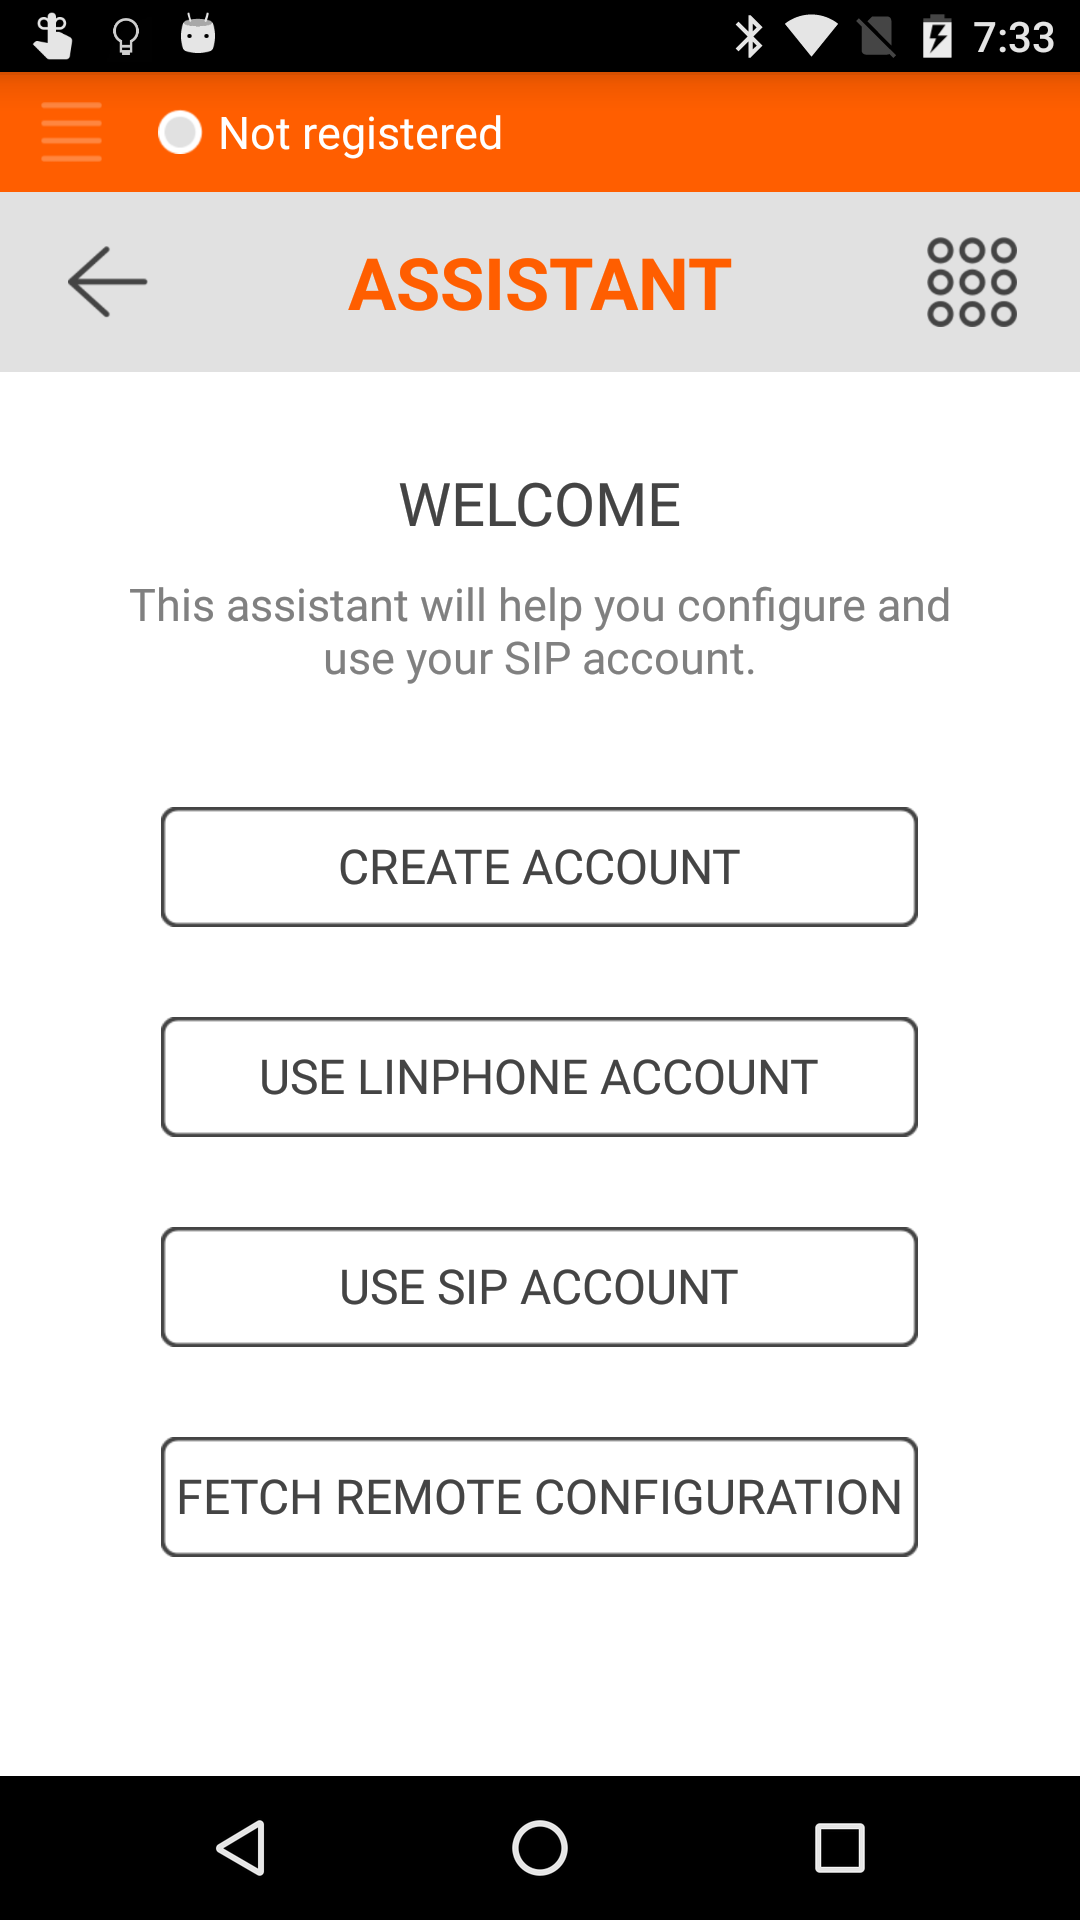 7:33
Not registered
ASSISTANT
WELCOME
This assistant will help you configure and
use your SIP account.
CREATE ACCOUNT
USE LINPHONE ACCOUNT
USE SIP ACCOUNT
FETCH REMOTE CONFIGURATION